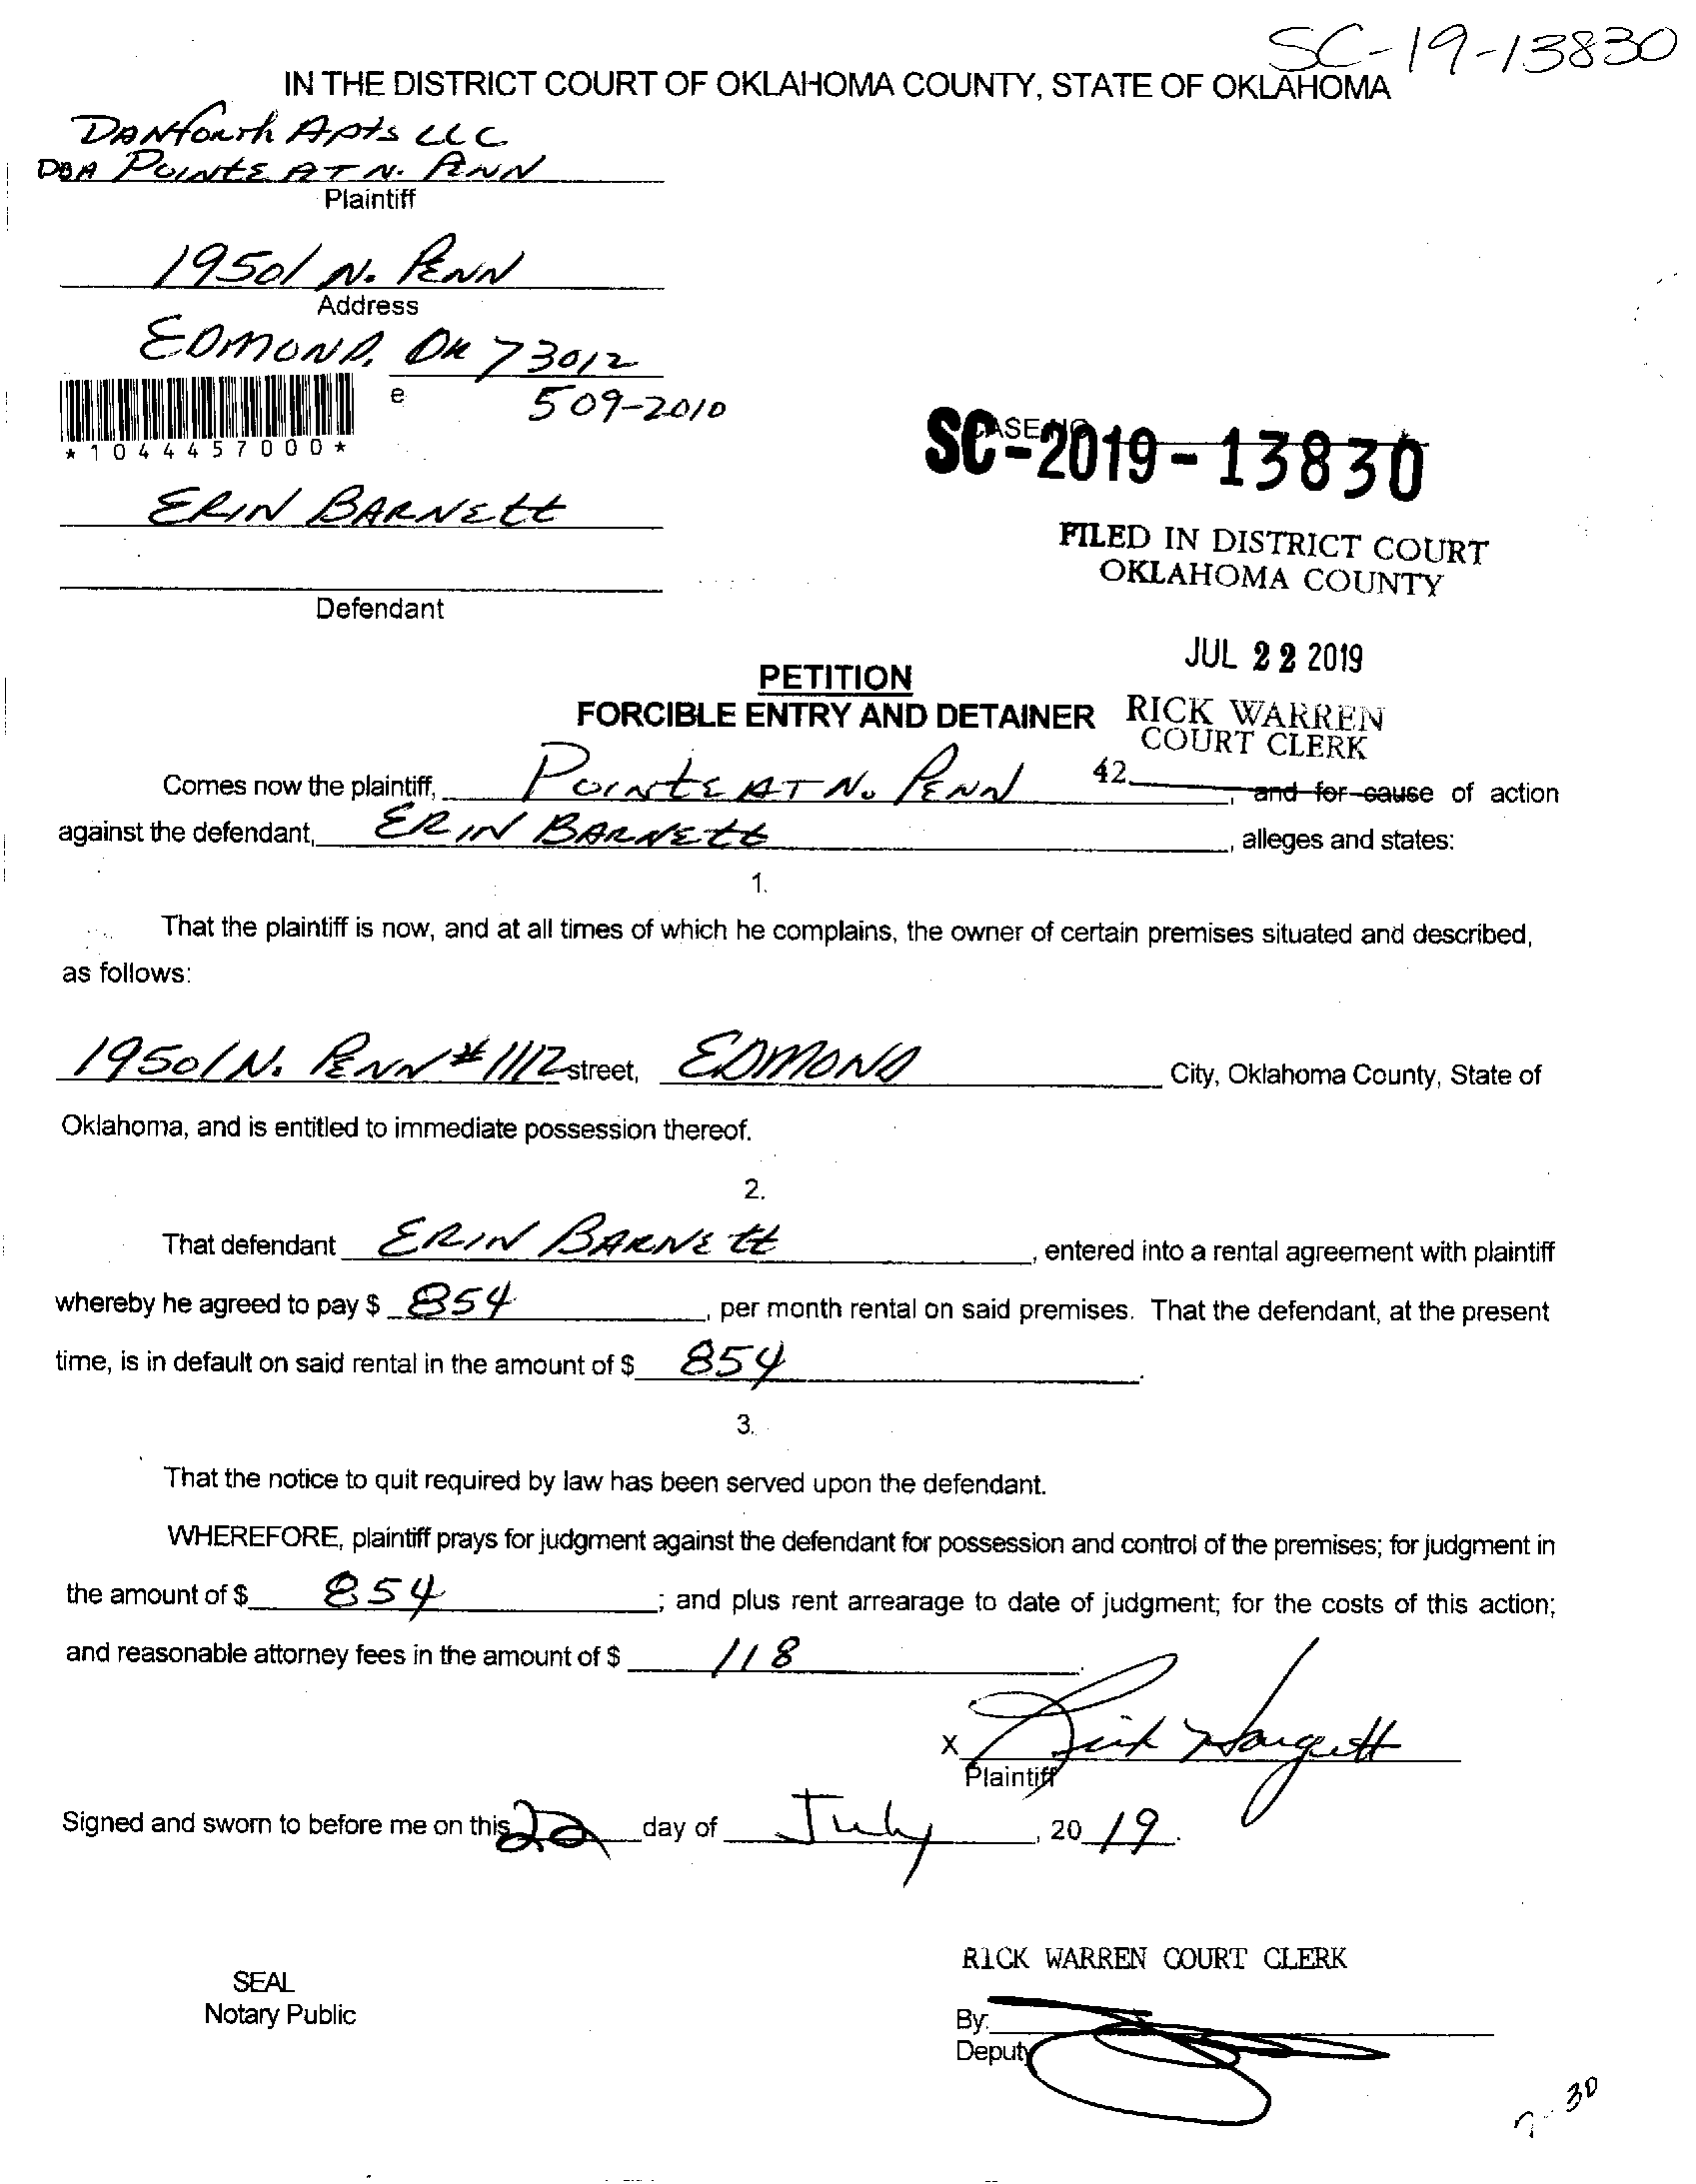 SC-19-13830
IN THE DISTRICT COURT OF OKLAHOMA COUNTY, STATE OF OKLAHOMA
DANforth Apts LLC
DBA POINTE AT N. PENN
Plaintiff
19501 N. PENN
Address
EDMOND, OK 73012
e 509-2010
*1044457000*
CASE NO
SC-2019-13830
ERIN BARNETT
FILED IN DISTRICT COURT
OKLAHOMA COUNTY
Defendant
JUL 22 2019
PETITION
FORCIBLE ENTRY AND DETAINER
RICK WARREN
COURT CLERK
42
Comes now the plaintiff, POINTE AT N. PENN, and for cause of action
against the defendant, ERIN BARNETT, alleges and states:
1.
That the plaintiff is now, and at all times of which he complains, the owner of certain premises situated and described,
as follows:
19501 N. PENN #1112 street, EDMOND City, Oklahoma County, State of
Oklahoma, and is entitled to immediate possession thereof.
2.
That defendant ERIN BARNETT, entered into a rental agreement with plaintiff
whereby he agreed to pay $ 854, per month rental on said premises. That the defendant, at the present
time, is in default on said rental in the amount of $ 854.
3.
That the notice to quit required by law has been served upon the defendant.
WHEREFORE, plaintiff prays for judgment against the defendant for possession and control of the premises; for judgment in
the amount of $ 854; and plus rent arrearage to date of judgment; for the costs of this action;
and reasonable attorney fees in the amount of $ 118.
X Rick Hargett
Plaintiff
Signed and sworn to before me on this 22 day of July, 2019.
RICK WARREN COURT CLERK
SEAL
Notary Public
By:
Deputy
7-30